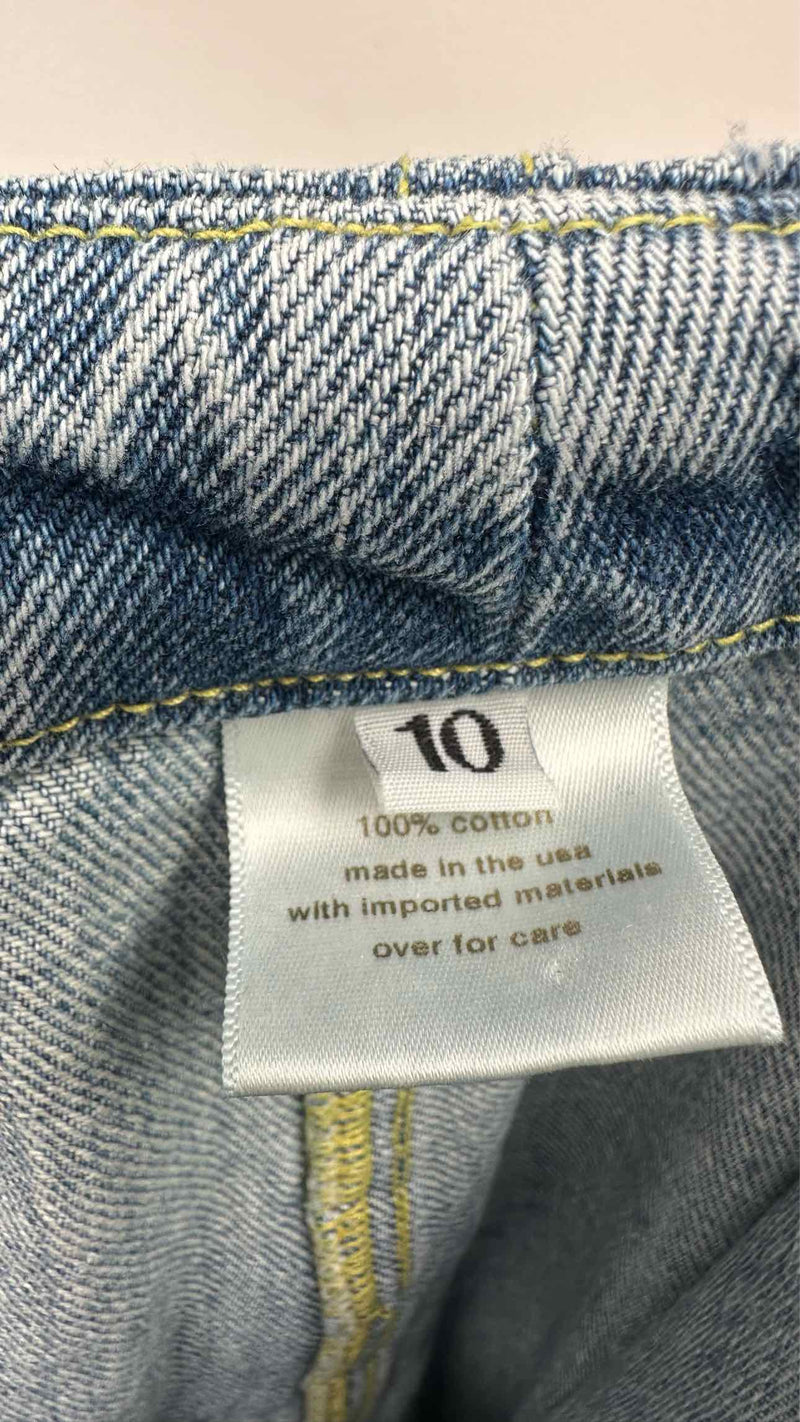 10
100% cotton
made in the usa
with imported materials
over for care